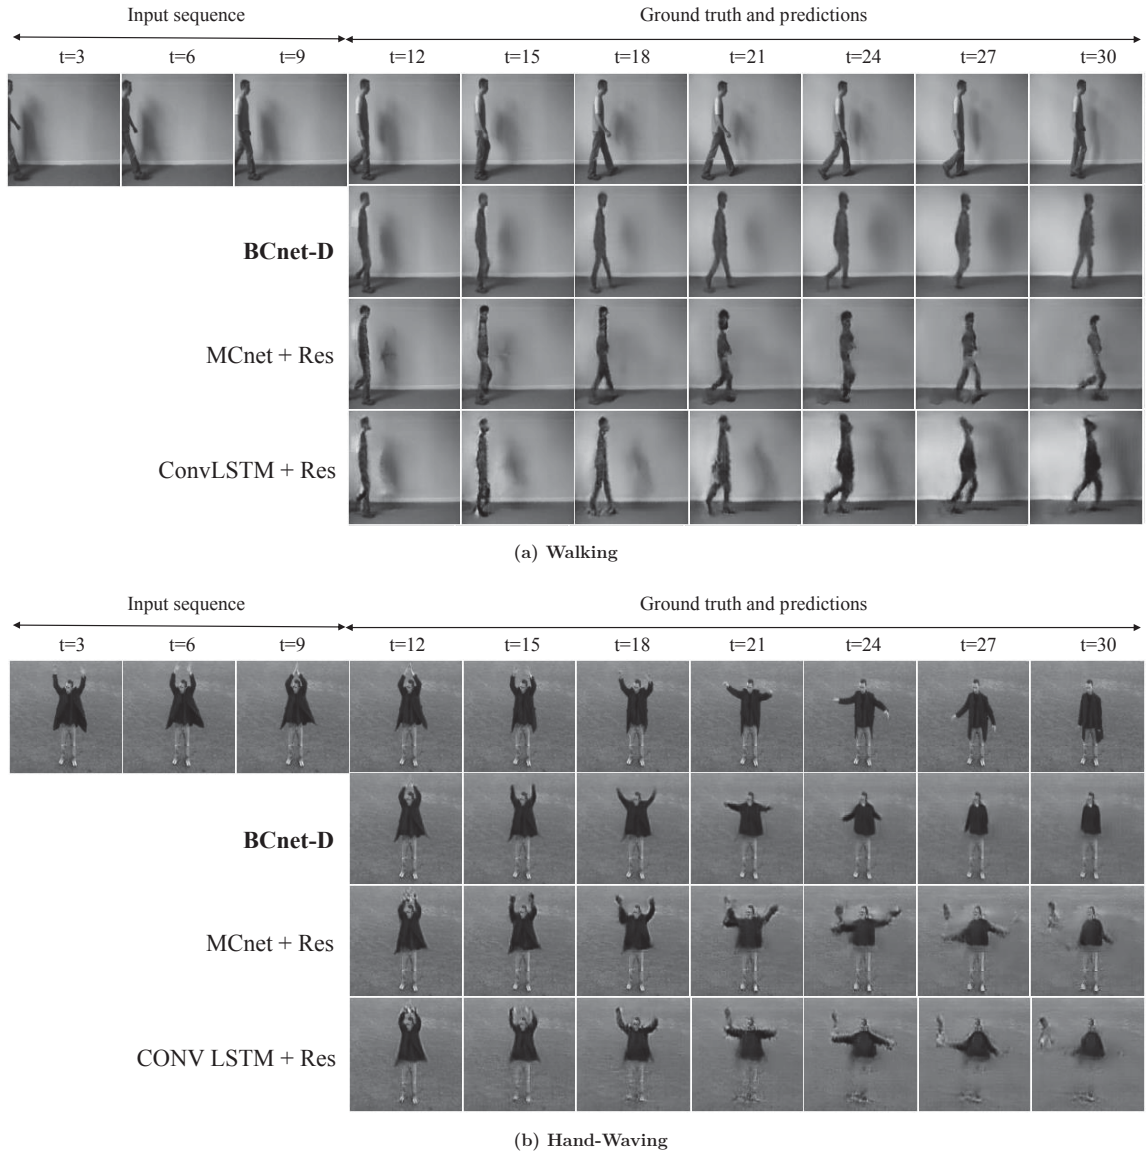 Input sequence Ground truth and predictions
t=3 t=6 t=9 t=12 t=15 t=18 t=21 t=24 t=27 t=30
BCnet-D
MCnet + Res
ConvLSTM + Res
(a) Walking
Input sequence Ground truth and predictions
t=3 t=6 t=9 t=12 t=15 t=18 t=21 t=24 t=27 t=30
BCnet-D
MCnet + Res
CONV LSTM + Res
(b) Hand-Waving